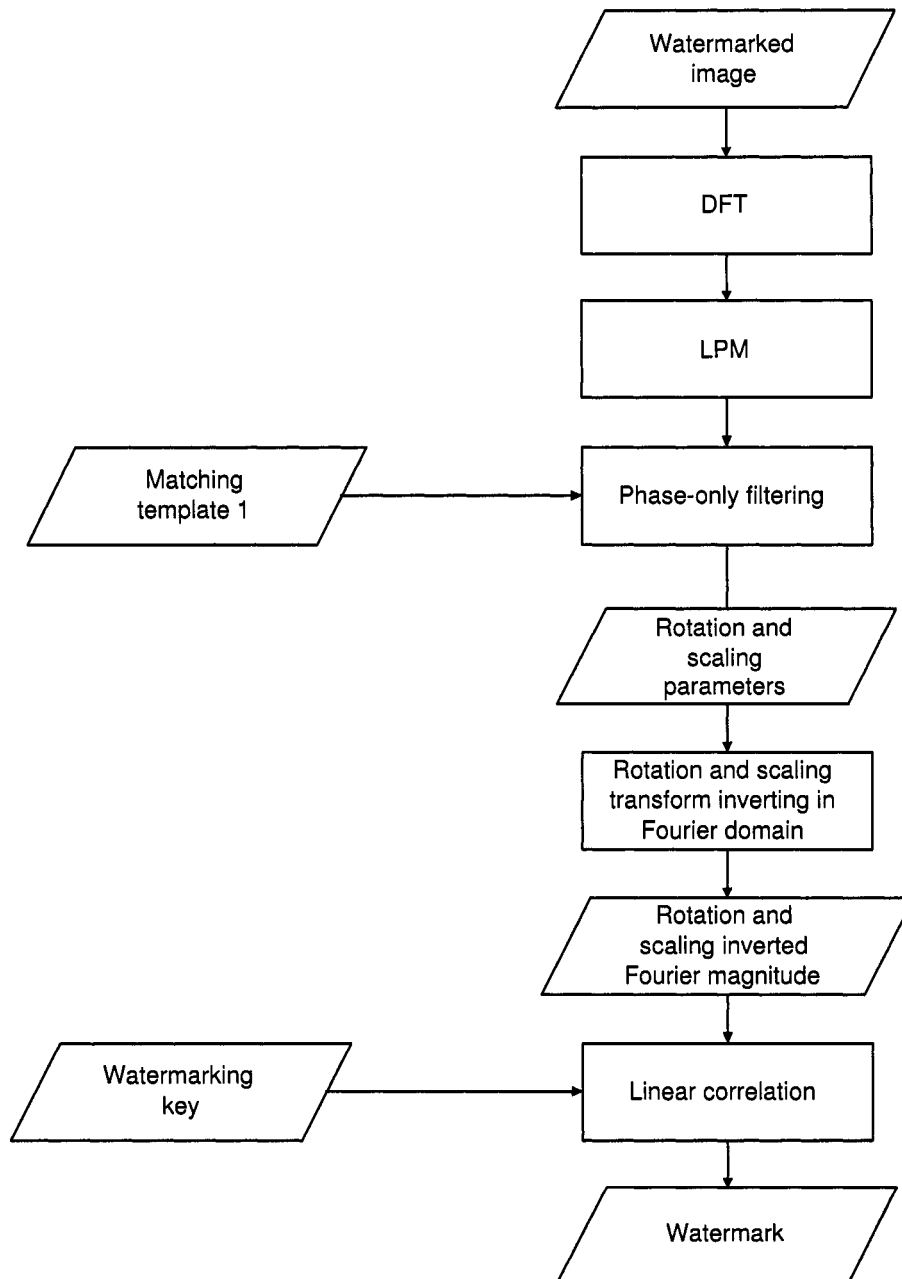 Watermarked
image
DFT
LPM
Matching
template 1
Phase-only filtering
Rotation and
scaling
parameters
Rotation and scaling
transform inverting in
Fourier domain
Rotation and
scaling inverted
Fourier magnitude
Watermarking
key
Linear correlation
Watermark